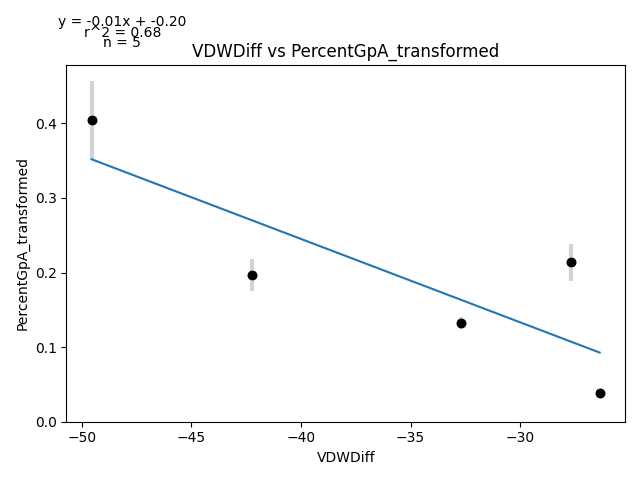 y = -0.01x + -0.20
r^2 = 0.68
n = 5
VDWDiff vs PercentGpA_transformed
PercentGpA_transformed
0.4
0.3
0.2
0.1
0.0
−50
−45
−40
−35
−30
VDWDiff